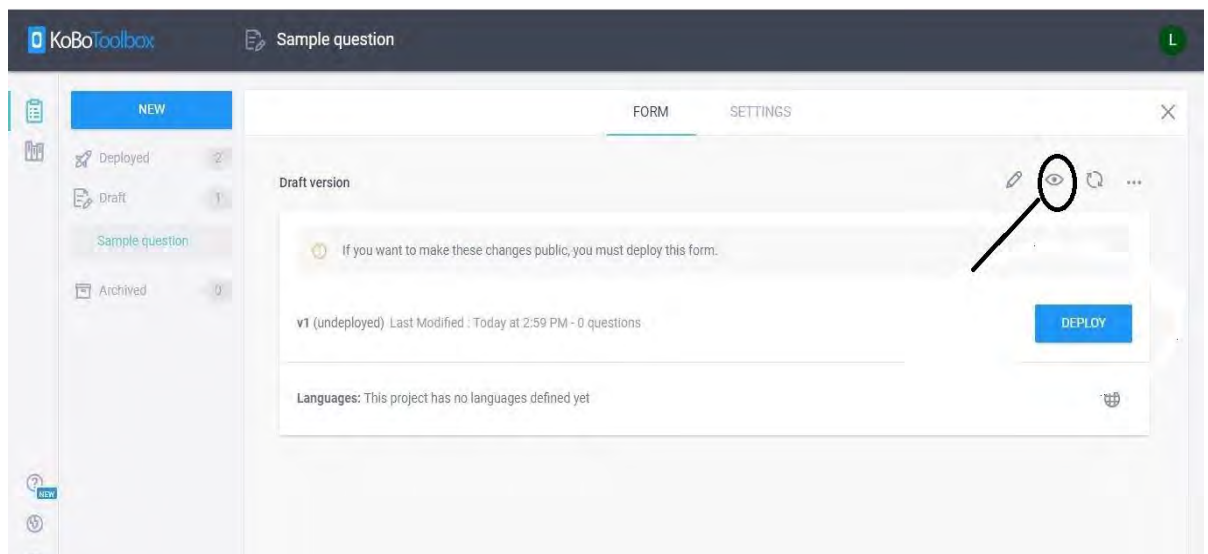 KoBoToolbox
Sample question
L
NEW
FORM
SETTINGS
Deployed 2
Draft 1
Draft version
...
Sample question
If you want to make these changes public, you must deploy this form.
Archived 0
v1 (undeployed) Last Modified : Today at 2:59 PM - 0 questions
DEPLOY
Languages: This project has no languages defined yet
NEW